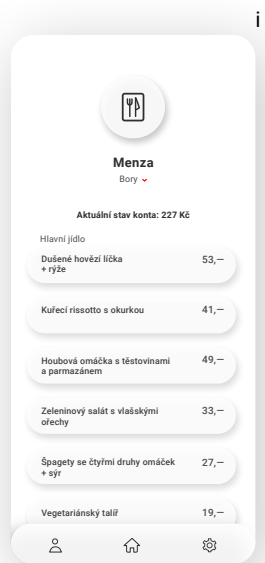 i
Menza
Bory
Aktuální stav konta: 227 Kč
Hlavní jídlo
Dušené hovězí líčka 53,—
+ rýže
Kuřecí rissotto s okurkou 41,—
Houbová omáčka s těstovinami 49,—
a parmazánem
Zeleninový salát s vlašskými 33,—
ořechy
Špagety se čtyřmi druhy omáček 27,—
+ sýr
Vegetariánský talíř 19,—